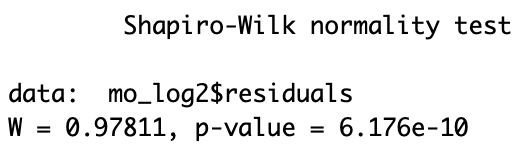 Shapiro-Wilk normality test
data:  mo_log2$residuals
W = 0.97811, p-value = 6.176e-10